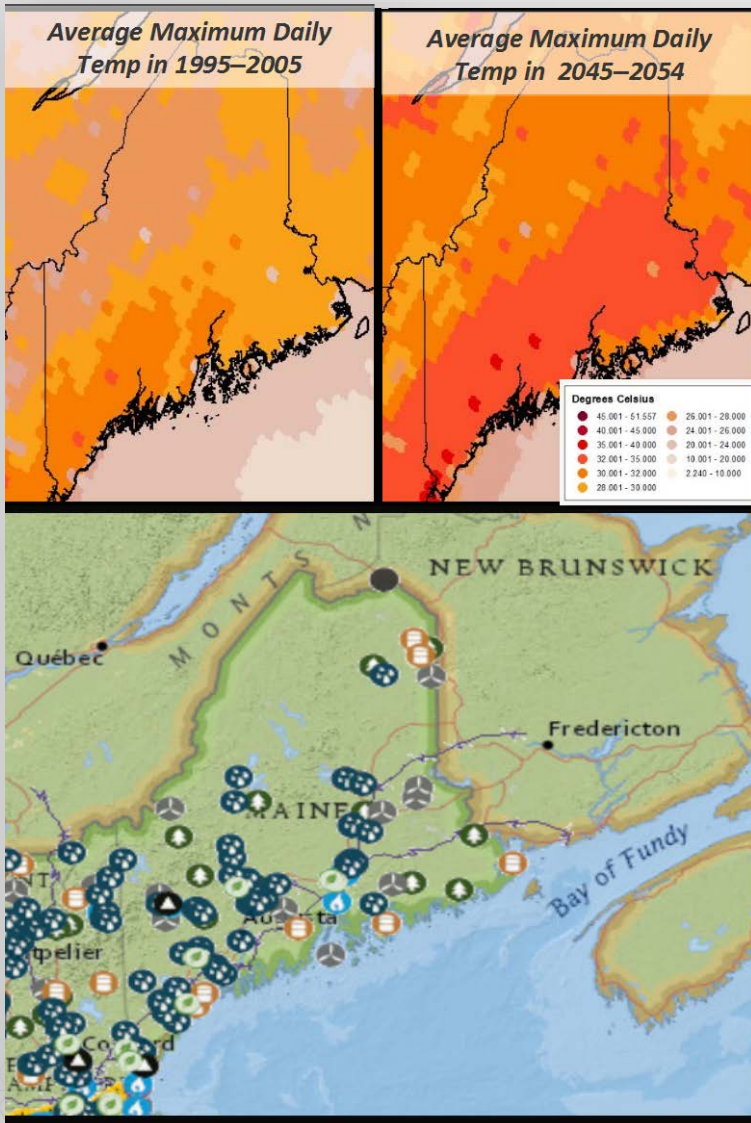 Average Maximum Daily
Temp in 1995–2005
Average Maximum Daily
Temp in 2045–2054
Degrees Celsius
45.001 - 51.557
40.001 - 45.000
35.001 - 40.000
32.001 - 35.000
30.001 - 32.000
28.001 - 30.000
26.001 - 28.000
24.001 - 26.000
20.001 - 24.000
10.001 - 20.000
2.240 - 10.000
MONTS N
NEW BRUNSWICK
Québec
Fredericton
MAINE
Bay of Fundy
NT
Augusta
tpelier